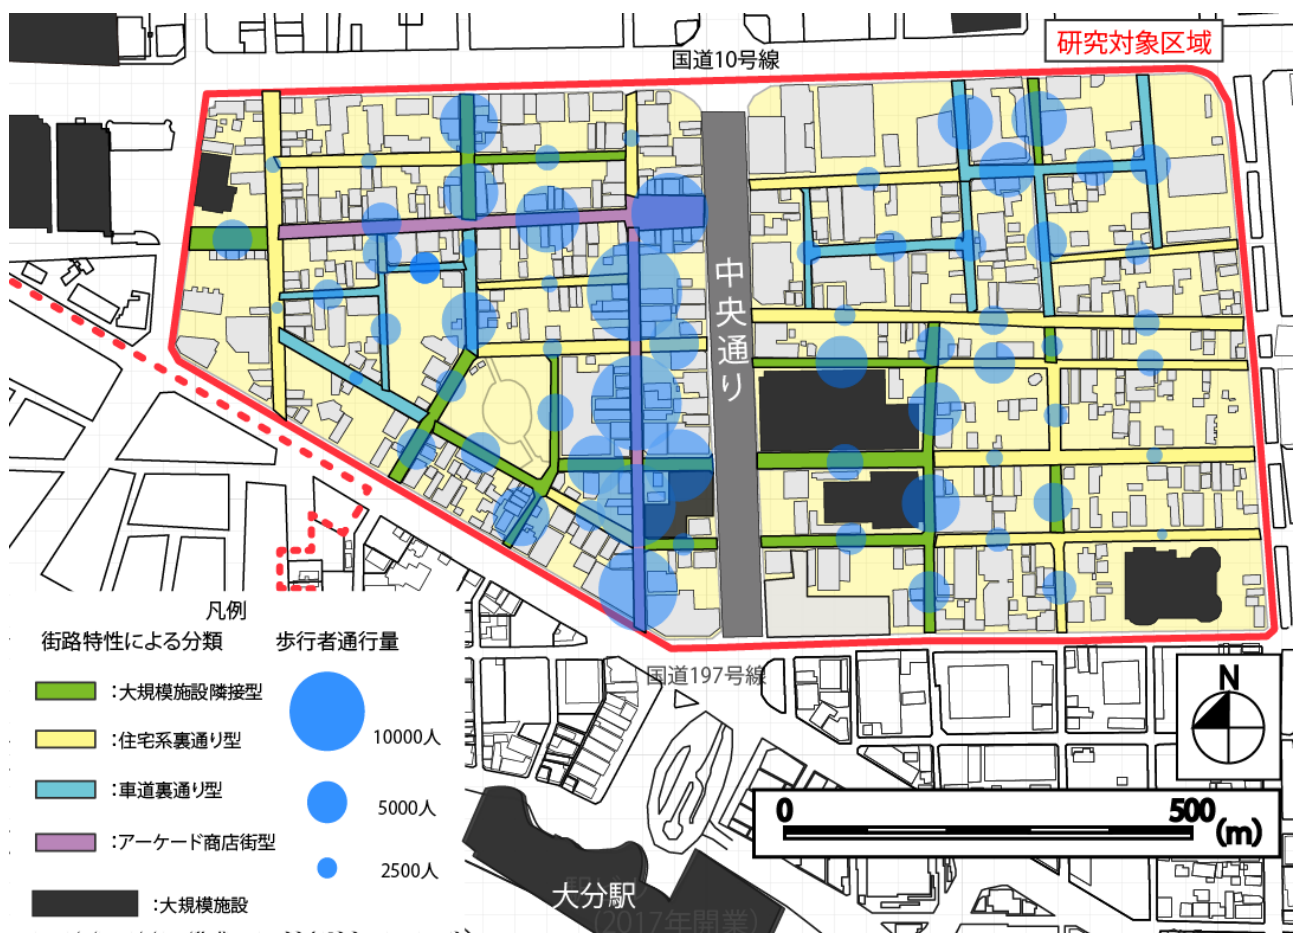 研究対象区域
国道10号線
中央通り
凡例
街路特性による分類
歩行者通行量
:大規模施設隣接型
:住宅系裏通り型
:車道裏通り型
:アーケード商店街型
:大規模施設
10000人
5000人
2500人
国道197号線
N
0
500
(m)
大分駅
(2017年開業)